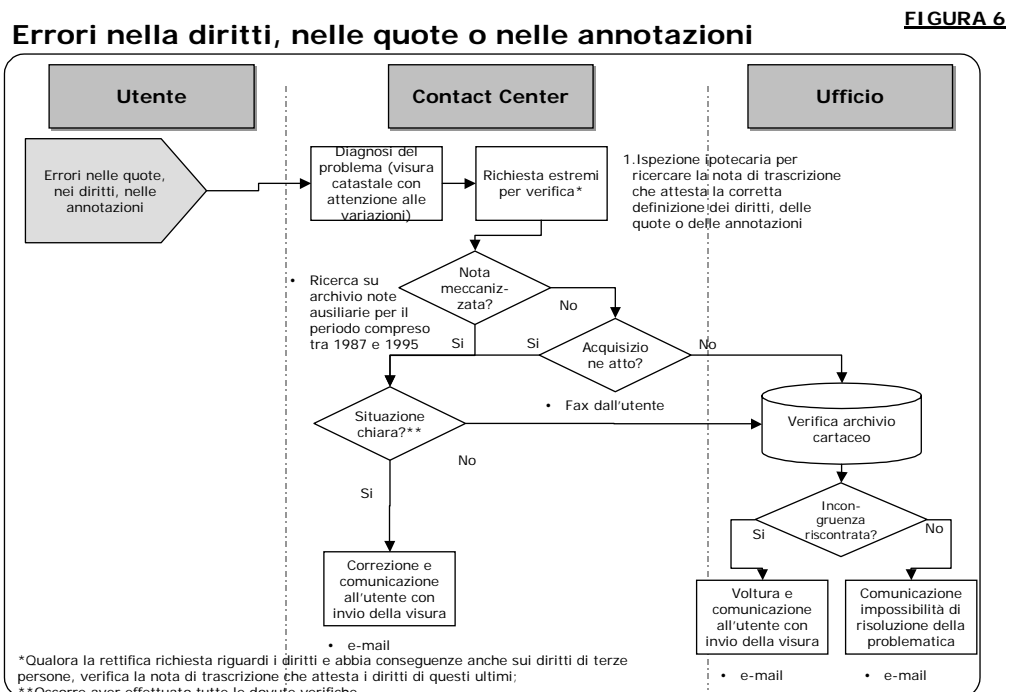 FIGURA 6
Errori nella diritti, nelle quote o nelle annotazioni
Utente
Contact Center
Ufficio
Errori nelle quote,
nei diritti, nelle
annotazioni
Diagnosi del
problema (visura
catastale con
attenzione alle
variazioni)
Richiesta estremi
per verifica*
1.Ispezione ipotecaria per
ricercare la nota di trascrizione
che attesta la corretta
definizione dei diritti, delle
quote o delle annotazioni
• Ricerca su
archivio note
ausiliarie per il
periodo compreso
tra 1987 e 1995
Nota
meccaniz-
zata?
No
Si
Si
Acquisizio
ne atto?
No
• Fax dall'utente
Situazione
chiara?**
No
Si
Verifica archivio
cartaceo
Incon-
gruenza
riscontrata?
Si
No
Correzione e
comunicazione
all'utente con
invio della visura
• e-mail
Voltura e
comunicazione
all'utente con
invio della visura
• e-mail
Comunicazione
impossibilità di
risoluzione della
problematica
• e-mail
*Qualora la rettifica richiesta riguardi i diritti e abbia conseguenze anche sui diritti di terze
persone, verifica la nota di trascrizione che attesta i diritti di questi ultimi;
**Occorre aver effettuato tutte le dovute verifiche